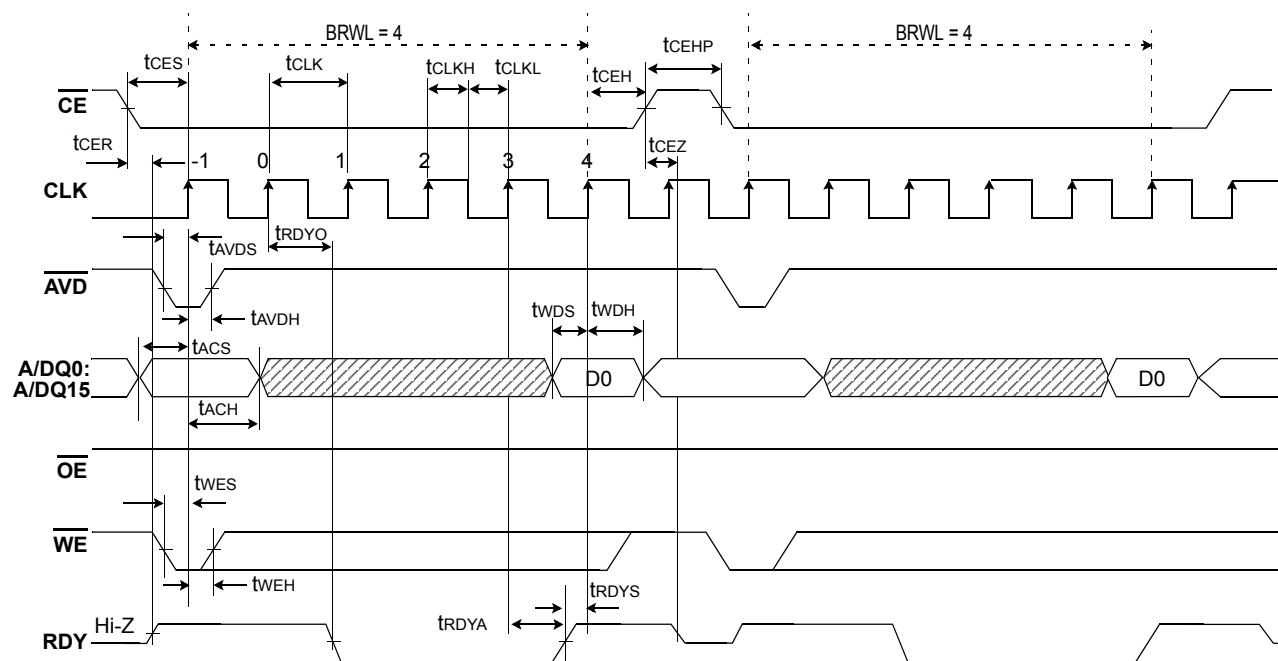 BRWL = 4
BRWL = 4
tCES
tCLK
tCLKH
tCLKL
tCEH
tCEHP
CE
tCER
tCEZ
-1
0
1
2
3
4
CLK
tRDYO
tAVDS
AVD
tAVDH
tWDS
tWDH
tACS
A/DQ0:
A/DQ15
D0
D0
tACH
OE
tWES
WE
tWEH
tRDYS
tRDYA
Hi-Z
RDY